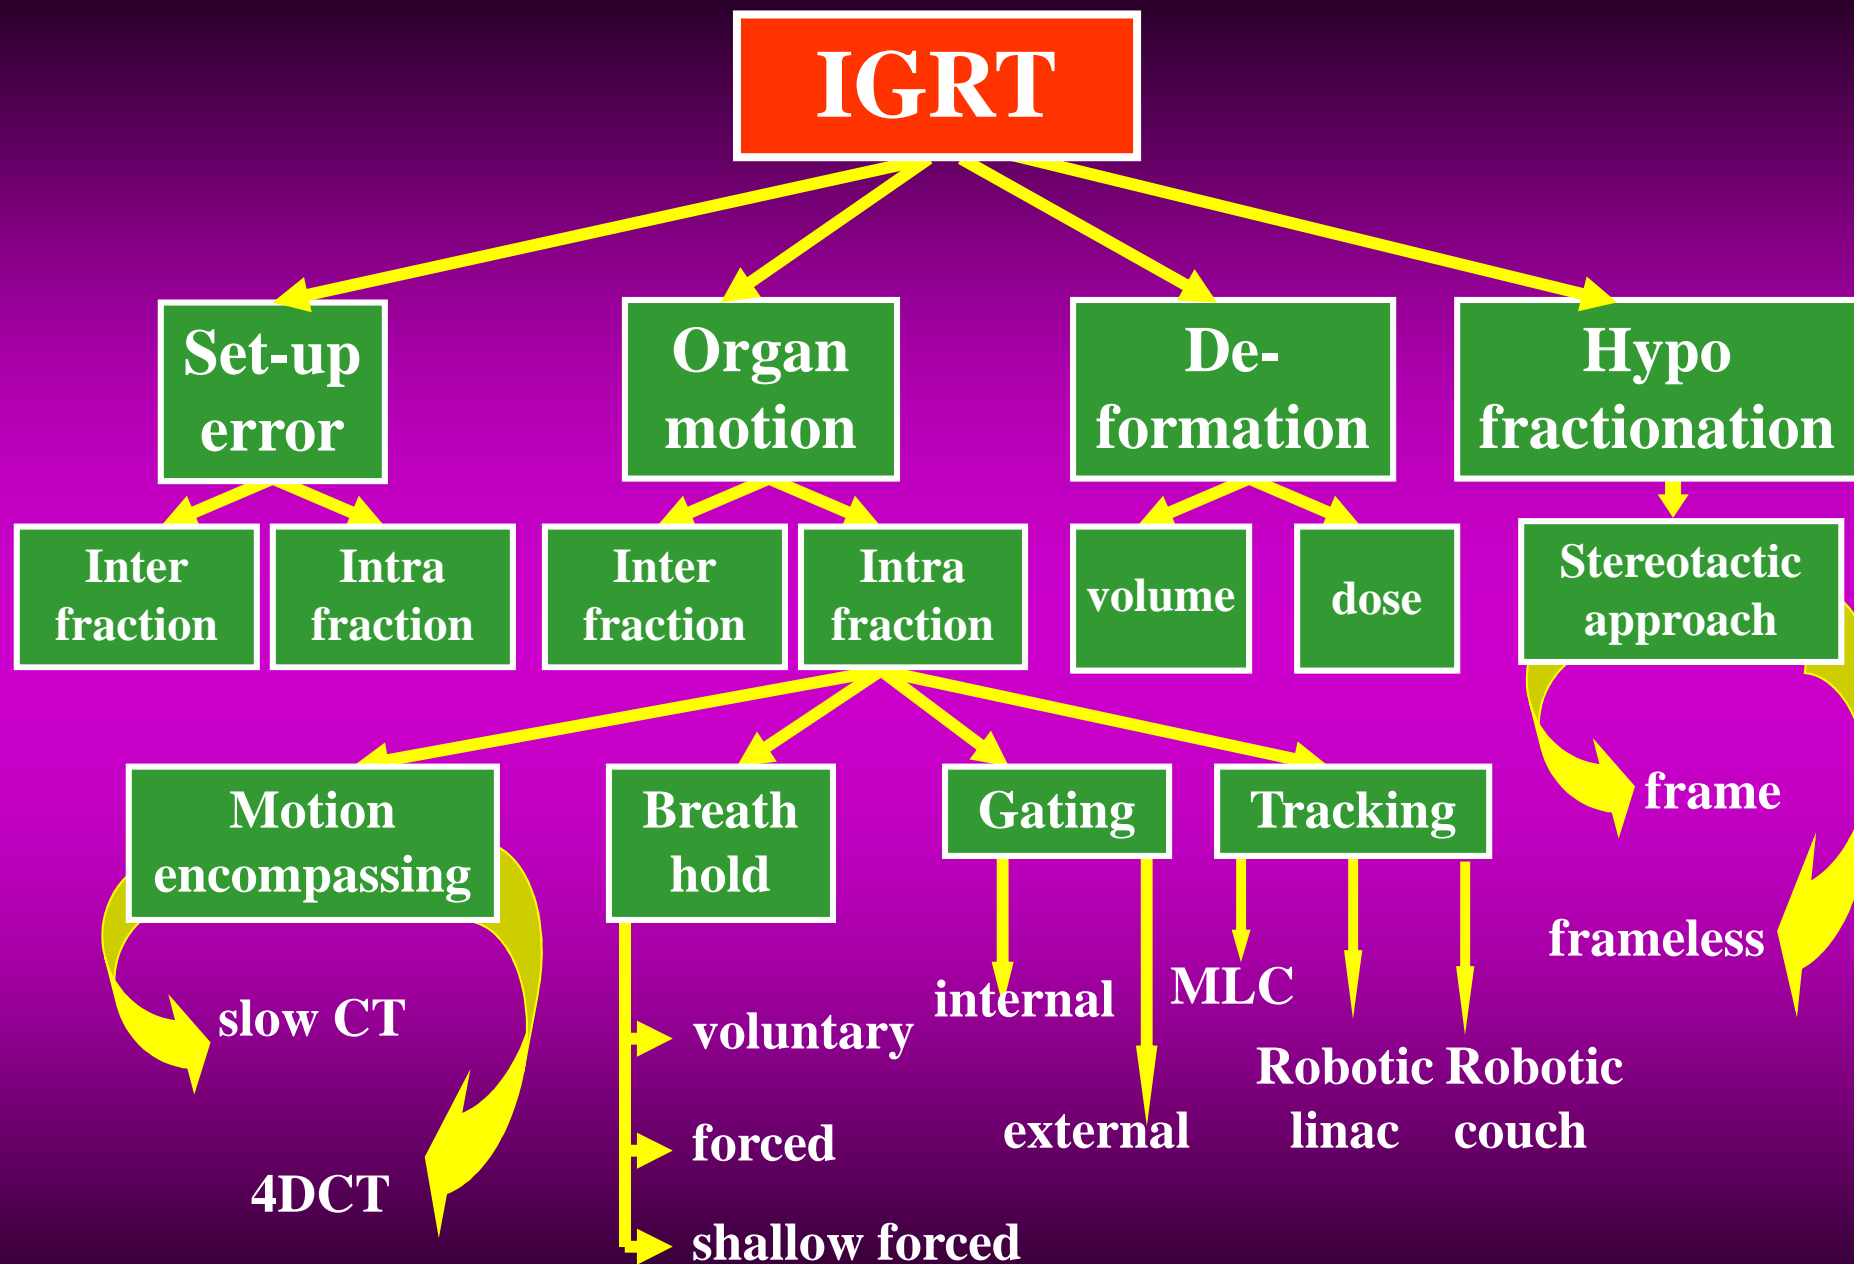 IGRT
Set-up
error
Organ
motion
De-
formation
Hypo
fractionation
Inter
fraction
Intra
fraction
Inter
fraction
Intra
fraction
volume
dose
Stereotactic
approach
Motion
encompassing
Breath
hold
Gating
Tracking
frame
frameless
slow CT
4DCT
voluntary
forced
shallow forced
internal
external
MLC
Robotic
linac
Robotic
couch